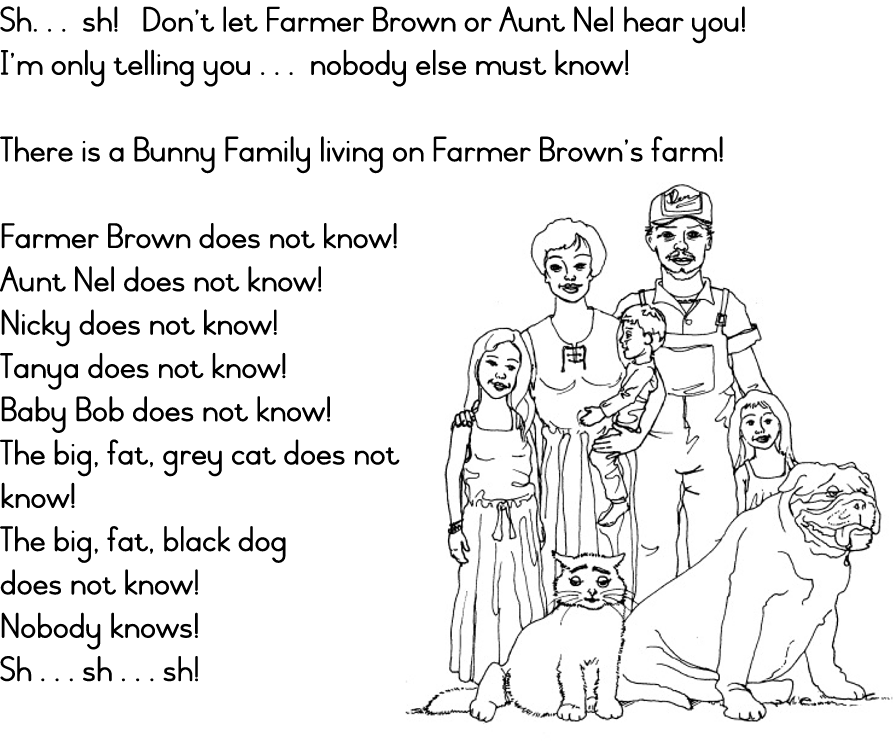 Sh. . .  sh!   Don't let Farmer Brown or Aunt Nel hear you!
I'm only telling you . . .  nobody else must know!
There is a Bunny Family living on Farmer Brown's farm!
Farmer Brown does not know!
Aunt Nel does not know!
Nicky does not know!
Tanya does not know!
Baby Bob does not know!
The big, fat, grey cat does not
know!
The big, fat, black dog
does not know!
Nobody knows!
Sh . . . sh . . . sh!